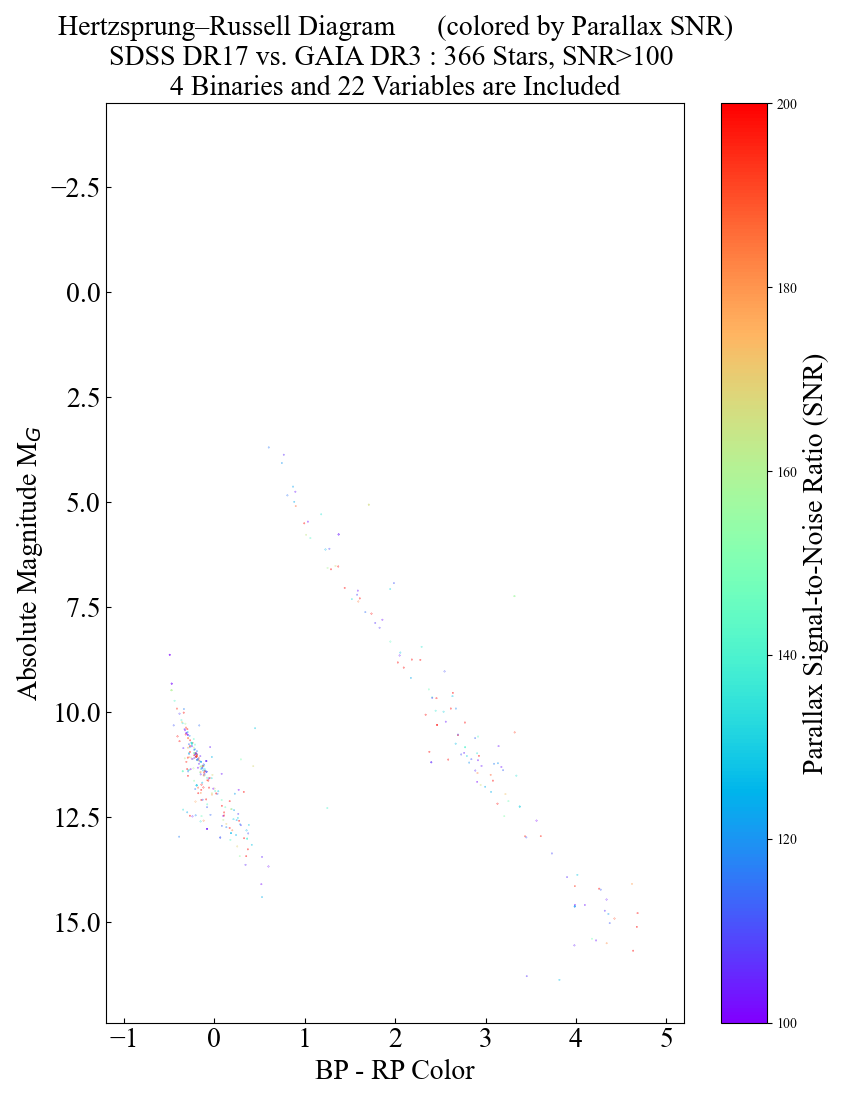 Hertzsprung–Russell Diagram (colored by Parallax SNR)
SDSS DR17 vs. GAIA DR3 : 366 Stars, SNR>100
4 Binaries and 22 Variables are Included
Absolute Magnitude M_G
−2.5
0.0
2.5
5.0
7.5
10.0
12.5
15.0
−1 0 1 2 3 4 5
BP - RP Color
200
180
160
140
120
100
Parallax Signal-to-Noise Ratio (SNR)